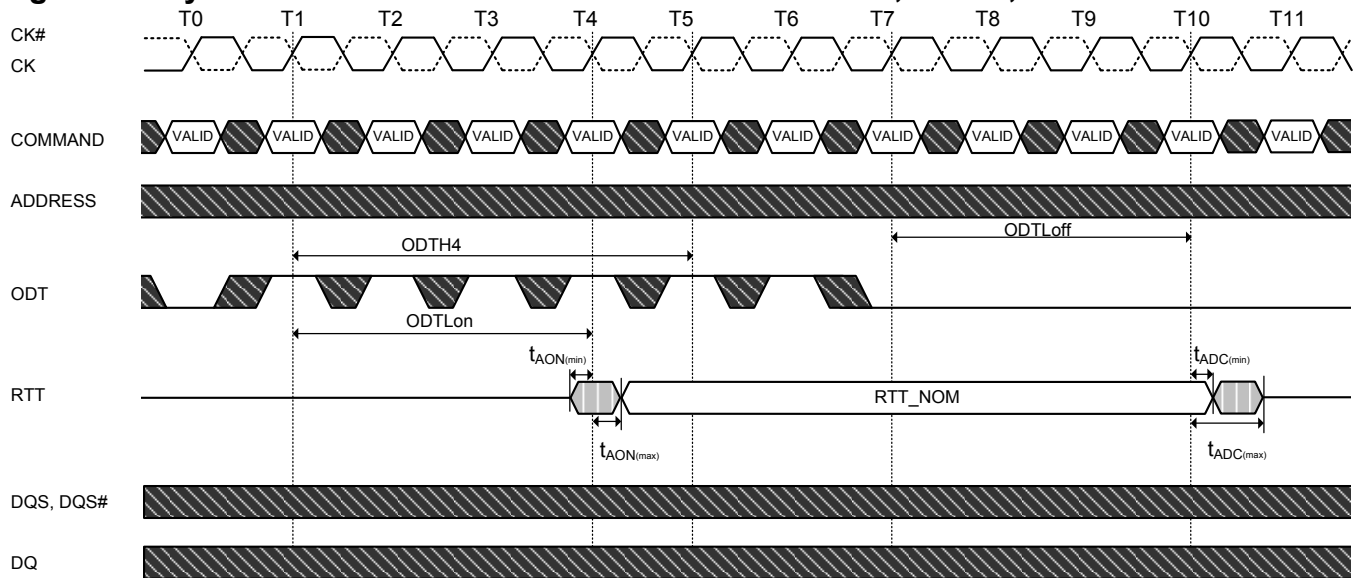 T0 T1 T2 T3 T4 T5 T6 T7 T8 T9 T10 T11
CK#
CK
COMMAND VALID VALID VALID VALID VALID VALID VALID VALID VALID VALID VALID VALID
ADDRESS
ODTLoff
ODTH4
ODT
ODTLon
tAON(min) tADC(min)
RTT RTT_NOM
tAON(max) tADC(max)
DQS, DQS#
DQ